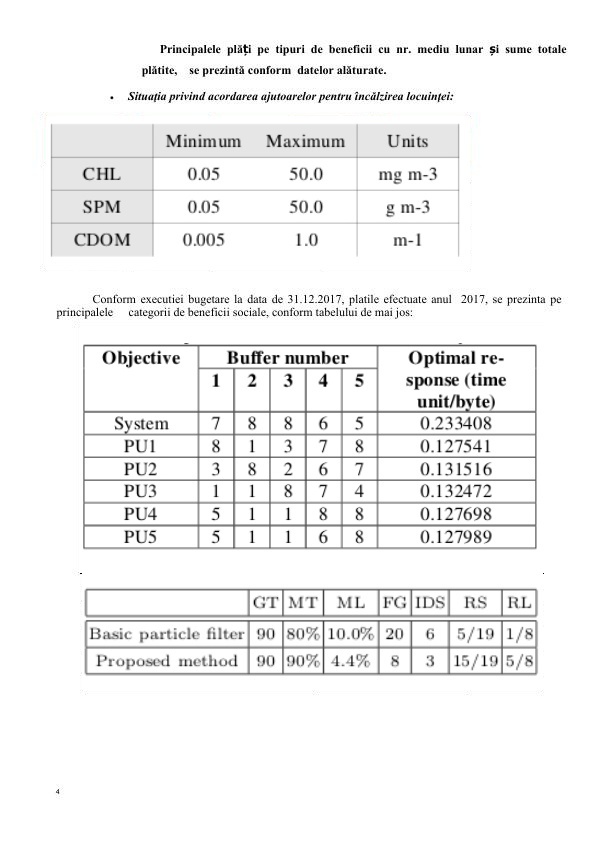 Principalele plăți pe tipuri de beneficii cu nr. mediu lunar și sume totale
plătite, se prezintă conform datelor alăturate.
• Situaţia privind acordarea ajutoarelor pentru încălzirea locuinţei:
Minimum Maximum Units
CHL 0.05 50.0 mg m-3
SPM 0.05 50.0 g m-3
CDOM 0.005 1.0 m-1
Conform executiei bugetare la data de 31.12.2017, platile efectuate anul 2017, se prezinta pe
principalele categorii de beneficii sociale, conform tabelului de mai jos:
Objective Buffer number Optimal re-
1 2 3 4 5 sponse (time
unit/byte)
System 7 8 8 6 5 0.233408
PU1 8 1 3 7 8 0.127541
PU2 3 8 2 6 7 0.131516
PU3 1 1 8 7 4 0.132472
PU4 5 1 1 8 8 0.127698
PU5 5 1 1 6 8 0.127989
GT MT ML FG IDS RS RL
Basic particle filter 90 80% 10.0% 20 6 5/19 1/8
Proposed method 90 90% 4.4% 8 3 15/19 5/8
4